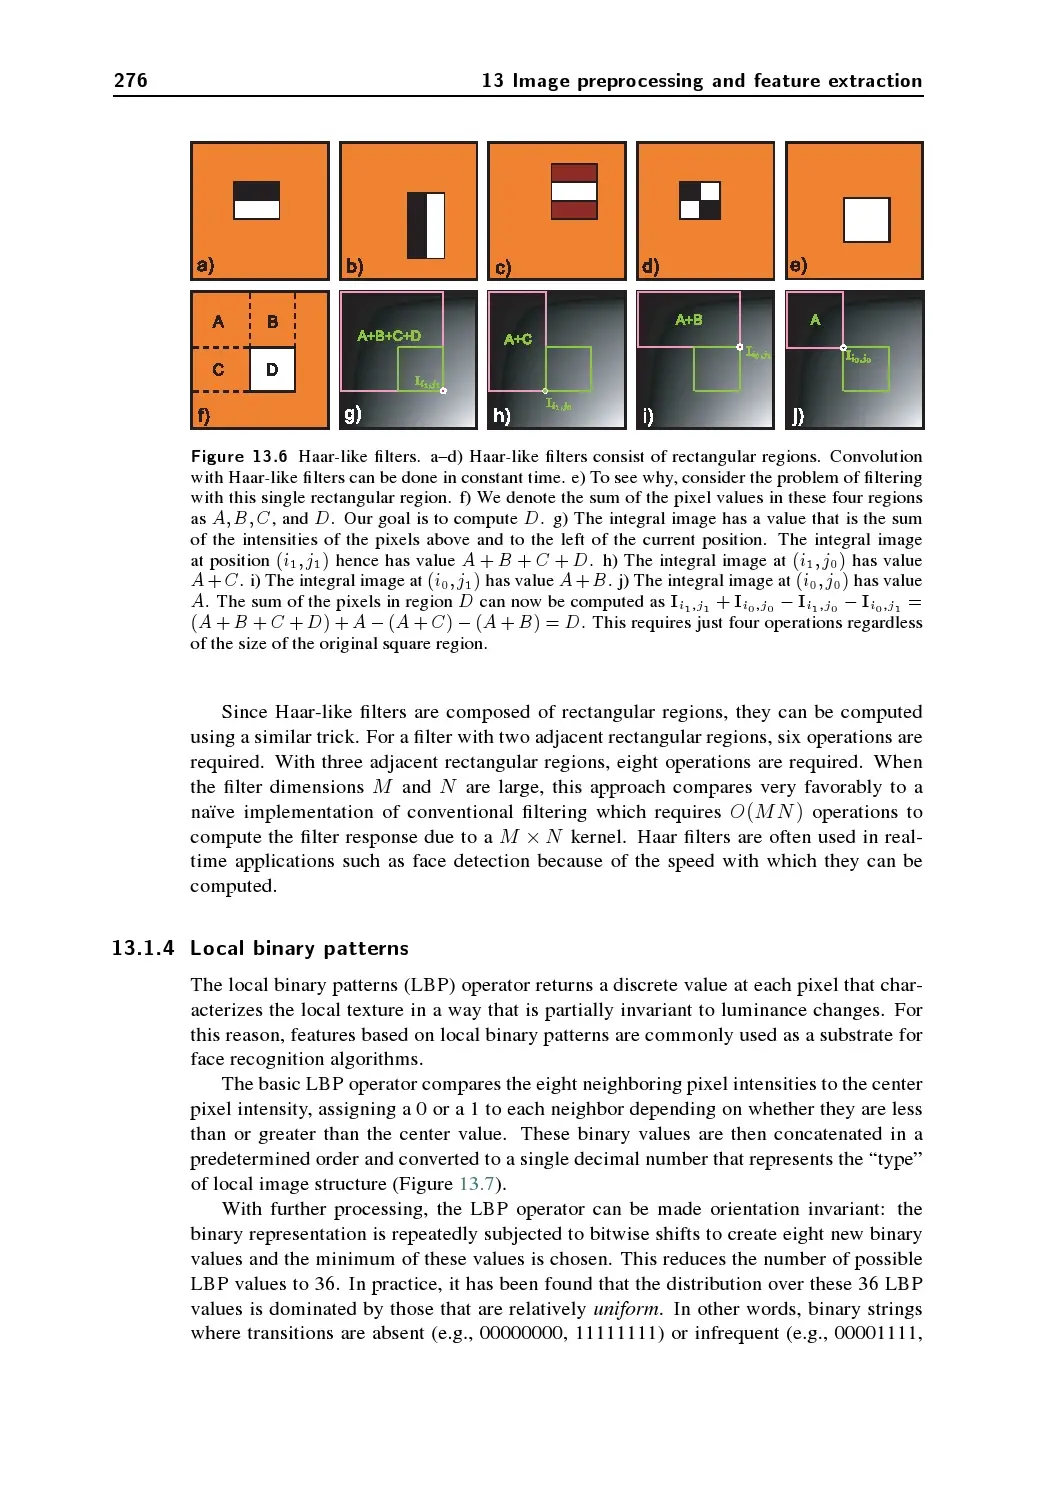 276 13 Image preprocessing and feature extraction
a) b) c) d) e)
A B
C D
f)
A+B+C+D
I_{i_1,j_1}
g)
A+C
I_{i_1,j_0}
h)
A+B
I_{i_0,j_1}
i)
A
I_{i_0,j_0}
j)
Figure 13.6 Haar-like filters. a–d) Haar-like filters consist of rectangular regions. Convolution
with Haar-like filters can be done in constant time. e) To see why, consider the problem of filtering
with this single rectangular region. f) We denote the sum of the pixel values in these four regions
as A, B, C, and D. Our goal is to compute D. g) The integral image has a value that is the sum
of the intensities of the pixels above and to the left of the current position. The integral image
at position (i_1, j_1) hence has value A + B + C + D. h) The integral image at (i_1, j_0) has value
A + C. i) The integral image at (i_0, j_1) has value A + B. j) The integral image at (i_0, j_0) has value
A. The sum of the pixels in region D can now be computed as I_{i_1,j_1} + I_{i_0,j_0} − I_{i_1,j_0} − I_{i_0,j_1} =
(A + B + C + D) + A − (A + C) − (A + B) = D. This requires just four operations regardless
of the size of the original square region.
Since Haar-like filters are composed of rectangular regions, they can be computed
using a similar trick. For a filter with two adjacent rectangular regions, six operations are
required. With three adjacent rectangular regions, eight operations are required. When
the filter dimensions M and N are large, this approach compares very favorably to a
naïve implementation of conventional filtering which requires O(MN) operations to
compute the filter response due to a M × N kernel. Haar filters are often used in real-
time applications such as face detection because of the speed with which they can be
computed.
13.1.4 Local binary patterns
The local binary patterns (LBP) operator returns a discrete value at each pixel that char-
acterizes the local texture in a way that is partially invariant to luminance changes. For
this reason, features based on local binary patterns are commonly used as a substrate for
face recognition algorithms.
The basic LBP operator compares the eight neighboring pixel intensities to the center
pixel intensity, assigning a 0 or a 1 to each neighbor depending on whether they are less
than or greater than the center value. These binary values are then concatenated in a
predetermined order and converted to a single decimal number that represents the “type”
of local image structure (Figure 13.7).
With further processing, the LBP operator can be made orientation invariant: the
binary representation is repeatedly subjected to bitwise shifts to create eight new binary
values and the minimum of these values is chosen. This reduces the number of possible
LBP values to 36. In practice, it has been found that the distribution over these 36 LBP
values is dominated by those that are relatively uniform. In other words, binary strings
where transitions are absent (e.g., 00000000, 11111111) or infrequent (e.g., 00001111,